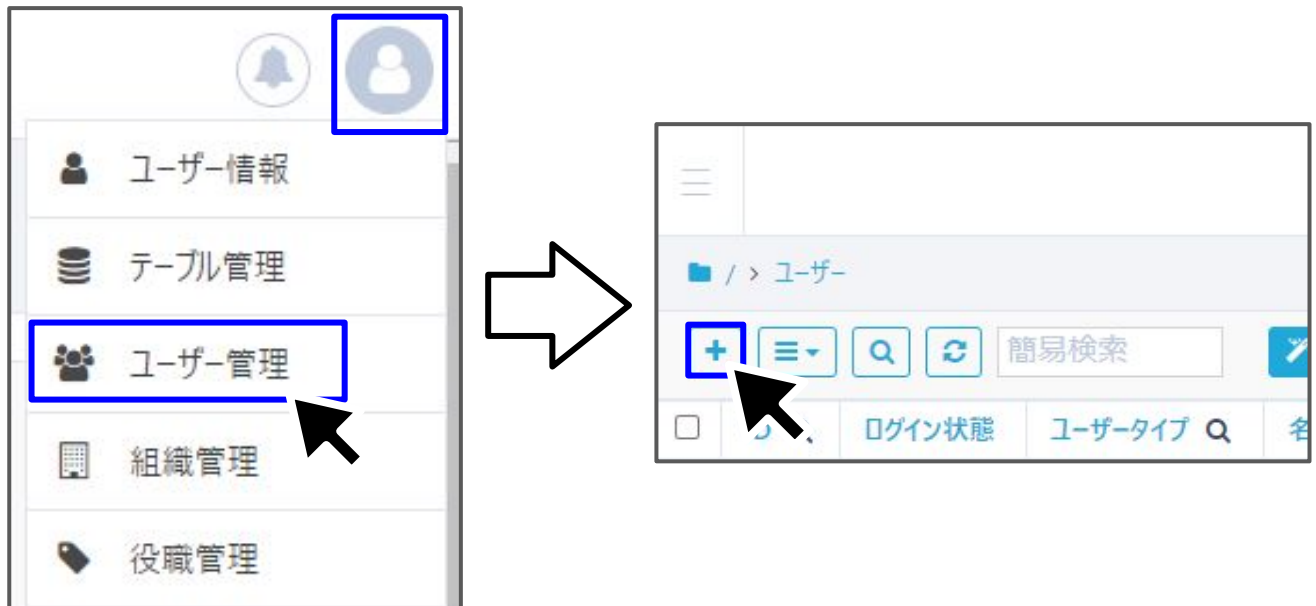 ユーザー情報
テーブル管理
ユーザー管理
組織管理
役職管理
/ > ユーザー
簡易検索
ログイン状態 ユーザータイプ